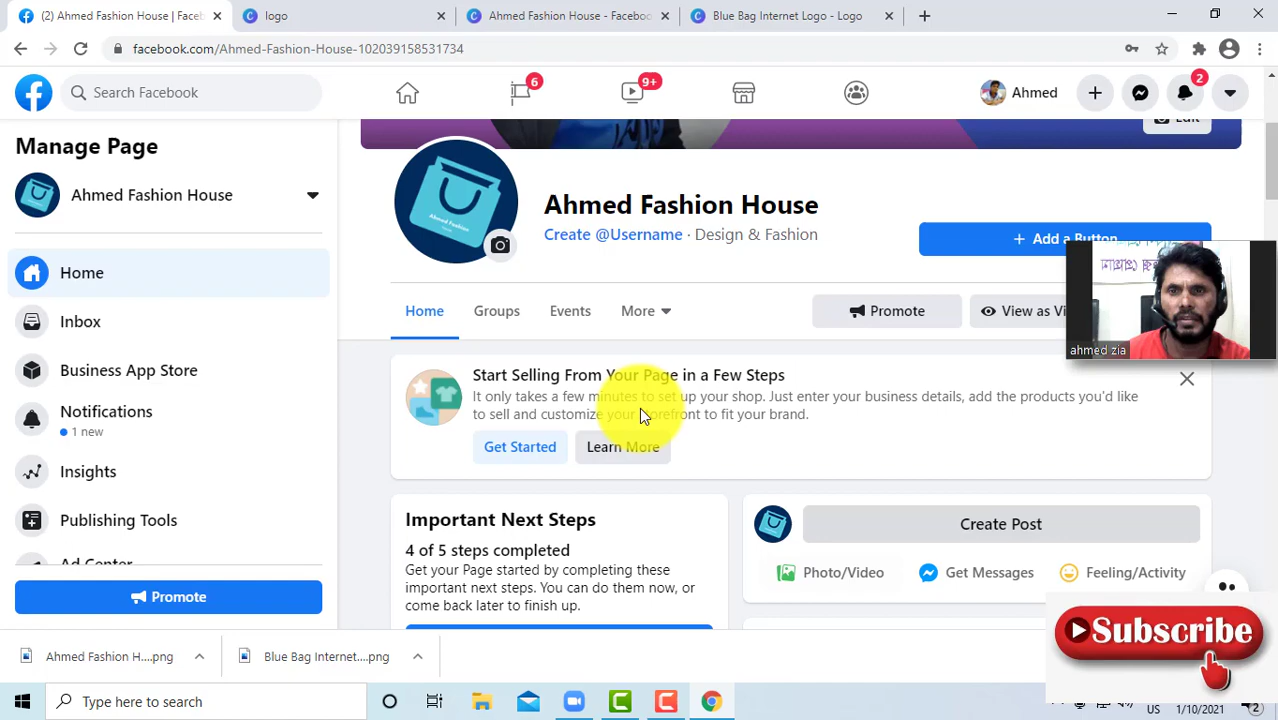 (2) Ahmed Fashion House | Faceb
logo
Ahmed Fashion House - Faceboo
Blue Bag Internet Logo - Logo
facebook.com/Ahmed-Fashion-House-102039158531734
Search Facebook
6
9+
Ahmed
2
Manage Page
Ahmed Fashion House
Home
Inbox
Business App Store
Notifications
1 new
Insights
Publishing Tools
Ad Center
Promote
Edit
Ahmed Fashion
Ahmed Fashion House
Create @Username · Design & Fashion
+ Add a Button
Home
Groups
Events
More
Promote
View as Vi
ahmed zia
Start Selling From Your Page in a Few Steps
It only takes a few minutes to set up your shop. Just enter your business details, add the products you'd like
to sell and customize your storefront to fit your brand.
Get Started
Learn More
Important Next Steps
4 of 5 steps completed
Get your Page started by completing these
important next steps. You can do them now, or
come back later to finish up.
Create Post
Photo/Video
Get Messages
Feeling/Activity
Subscribe
Ahmed Fashion H....png
Blue Bag Internet....png
Type here to search
US
1/10/2021
2